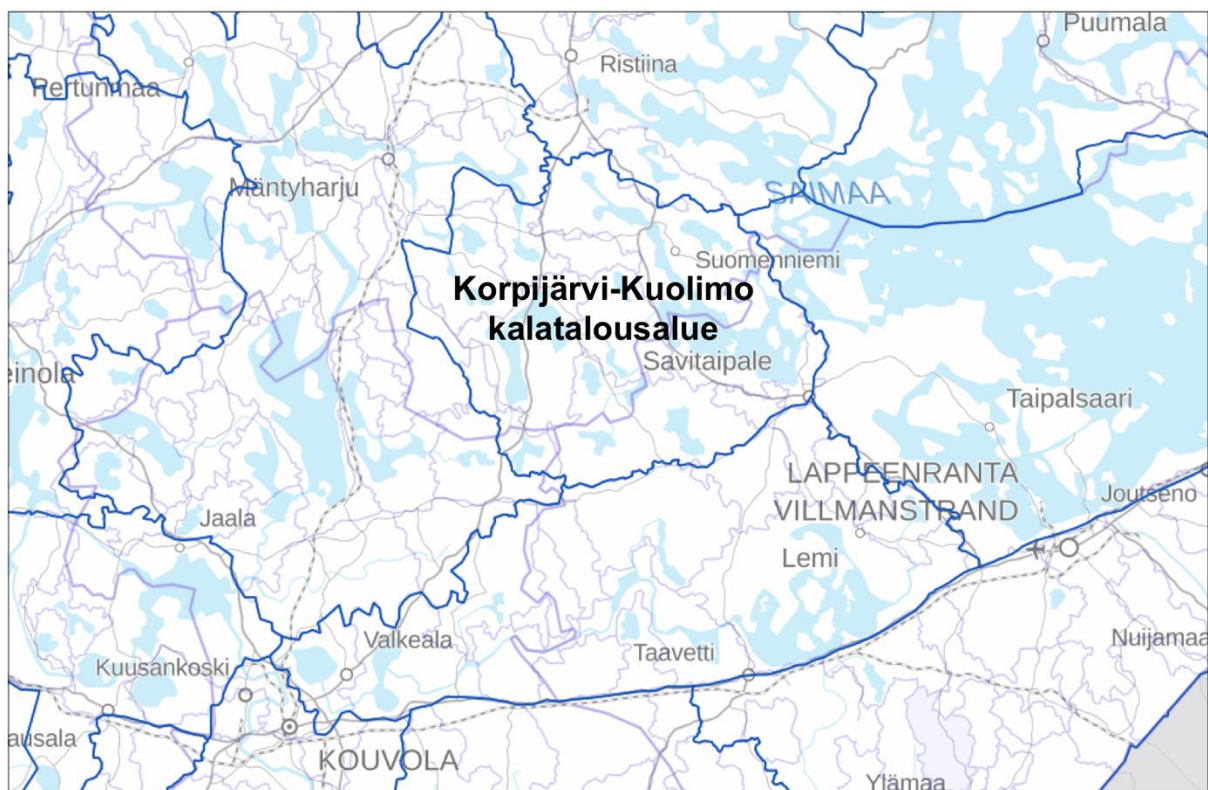 Puumala
Ristiina
Pertunmaa
Mäntyharju
SAIMAA
Suomenniemi
Korpijärvi-Kuolimo
kalatalousalue
Savitaipale
einola
Taipalsaari
LAPPEENRANTA
VILLMANSTRAND
Joutseno
Jaala
Lemi
Valkeala
Nuijamaa
Kuusankoski
Taavetti
ausala
KOUVOLA
Ylämaa